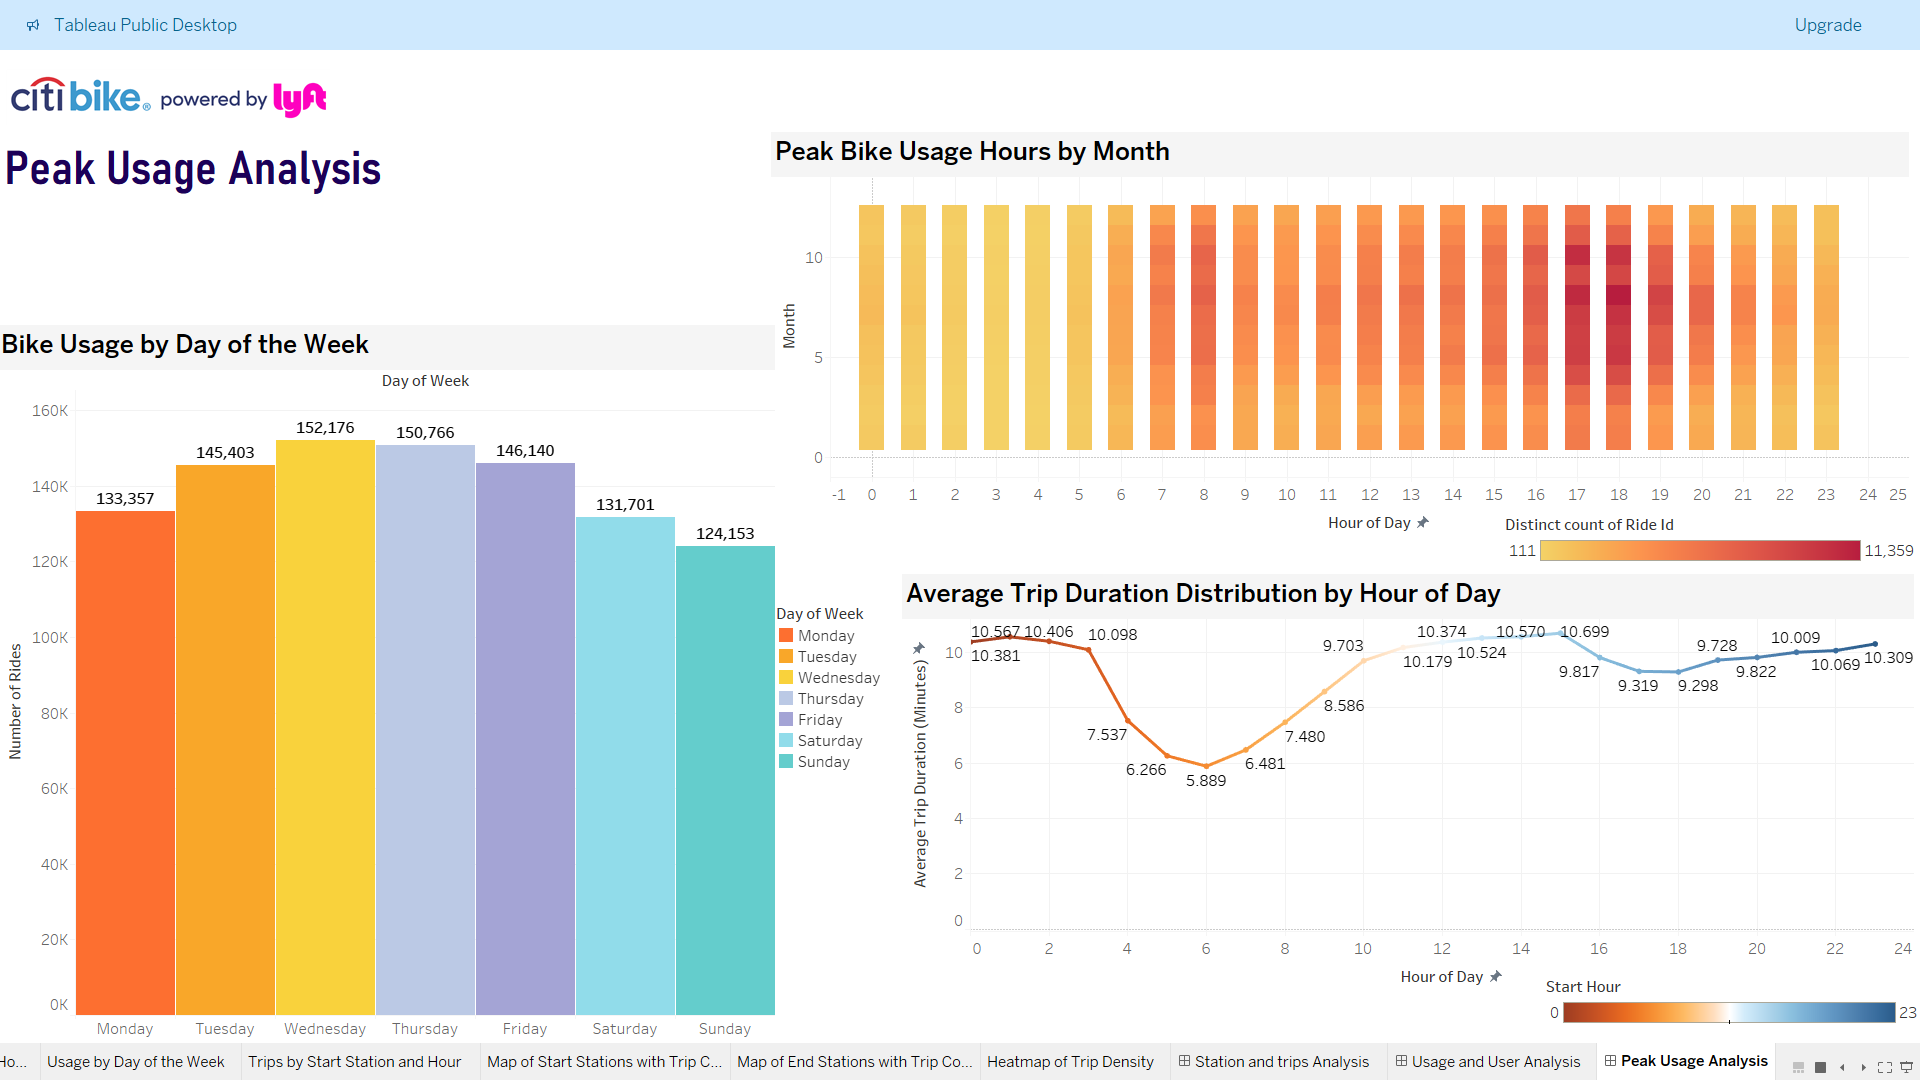 Tableau Public Desktop
Upgrade
citi bike® powered by lyft
Peak Usage Analysis
Peak Bike Usage Hours by Month
10
5
0
Month
-1 0 1 2 3 4 5 6 7 8 9 10 11 12 13 14 15 16 17 18 19 20 21 22 23 24 25
Hour of Day
Distinct count of Ride Id
111 11,359
Bike Usage by Day of the Week
Day of Week
160K
140K
120K
100K
80K
60K
40K
20K
0K
Number of Rides
133,357
145,403
152,176
150,766
146,140
131,701
124,153
Monday Tuesday Wednesday Thursday Friday Saturday Sunday
Day of Week
Monday
Tuesday
Wednesday
Thursday
Friday
Saturday
Sunday
Average Trip Duration Distribution by Hour of Day
10
8
6
4
2
0
Average Trip Duration (Minutes)
10.381
10.567
10.406
10.098
7.537
6.266
5.889
6.481
7.480
8.586
9.703
10.179
10.374
10.524
10.570
10.699
9.817
9.319
9.298
9.728
9.822
10.009
10.069
10.309
0 2 4 6 8 10 12 14 16 18 20 22 24
Hour of Day
Start Hour
0 23
Ho... Usage by Day of the Week Trips by Start Station and Hour Map of Start Stations with Trip C... Map of End Stations with Trip Co... Heatmap of Trip Density Station and trips Analysis Usage and User Analysis Peak Usage Analysis